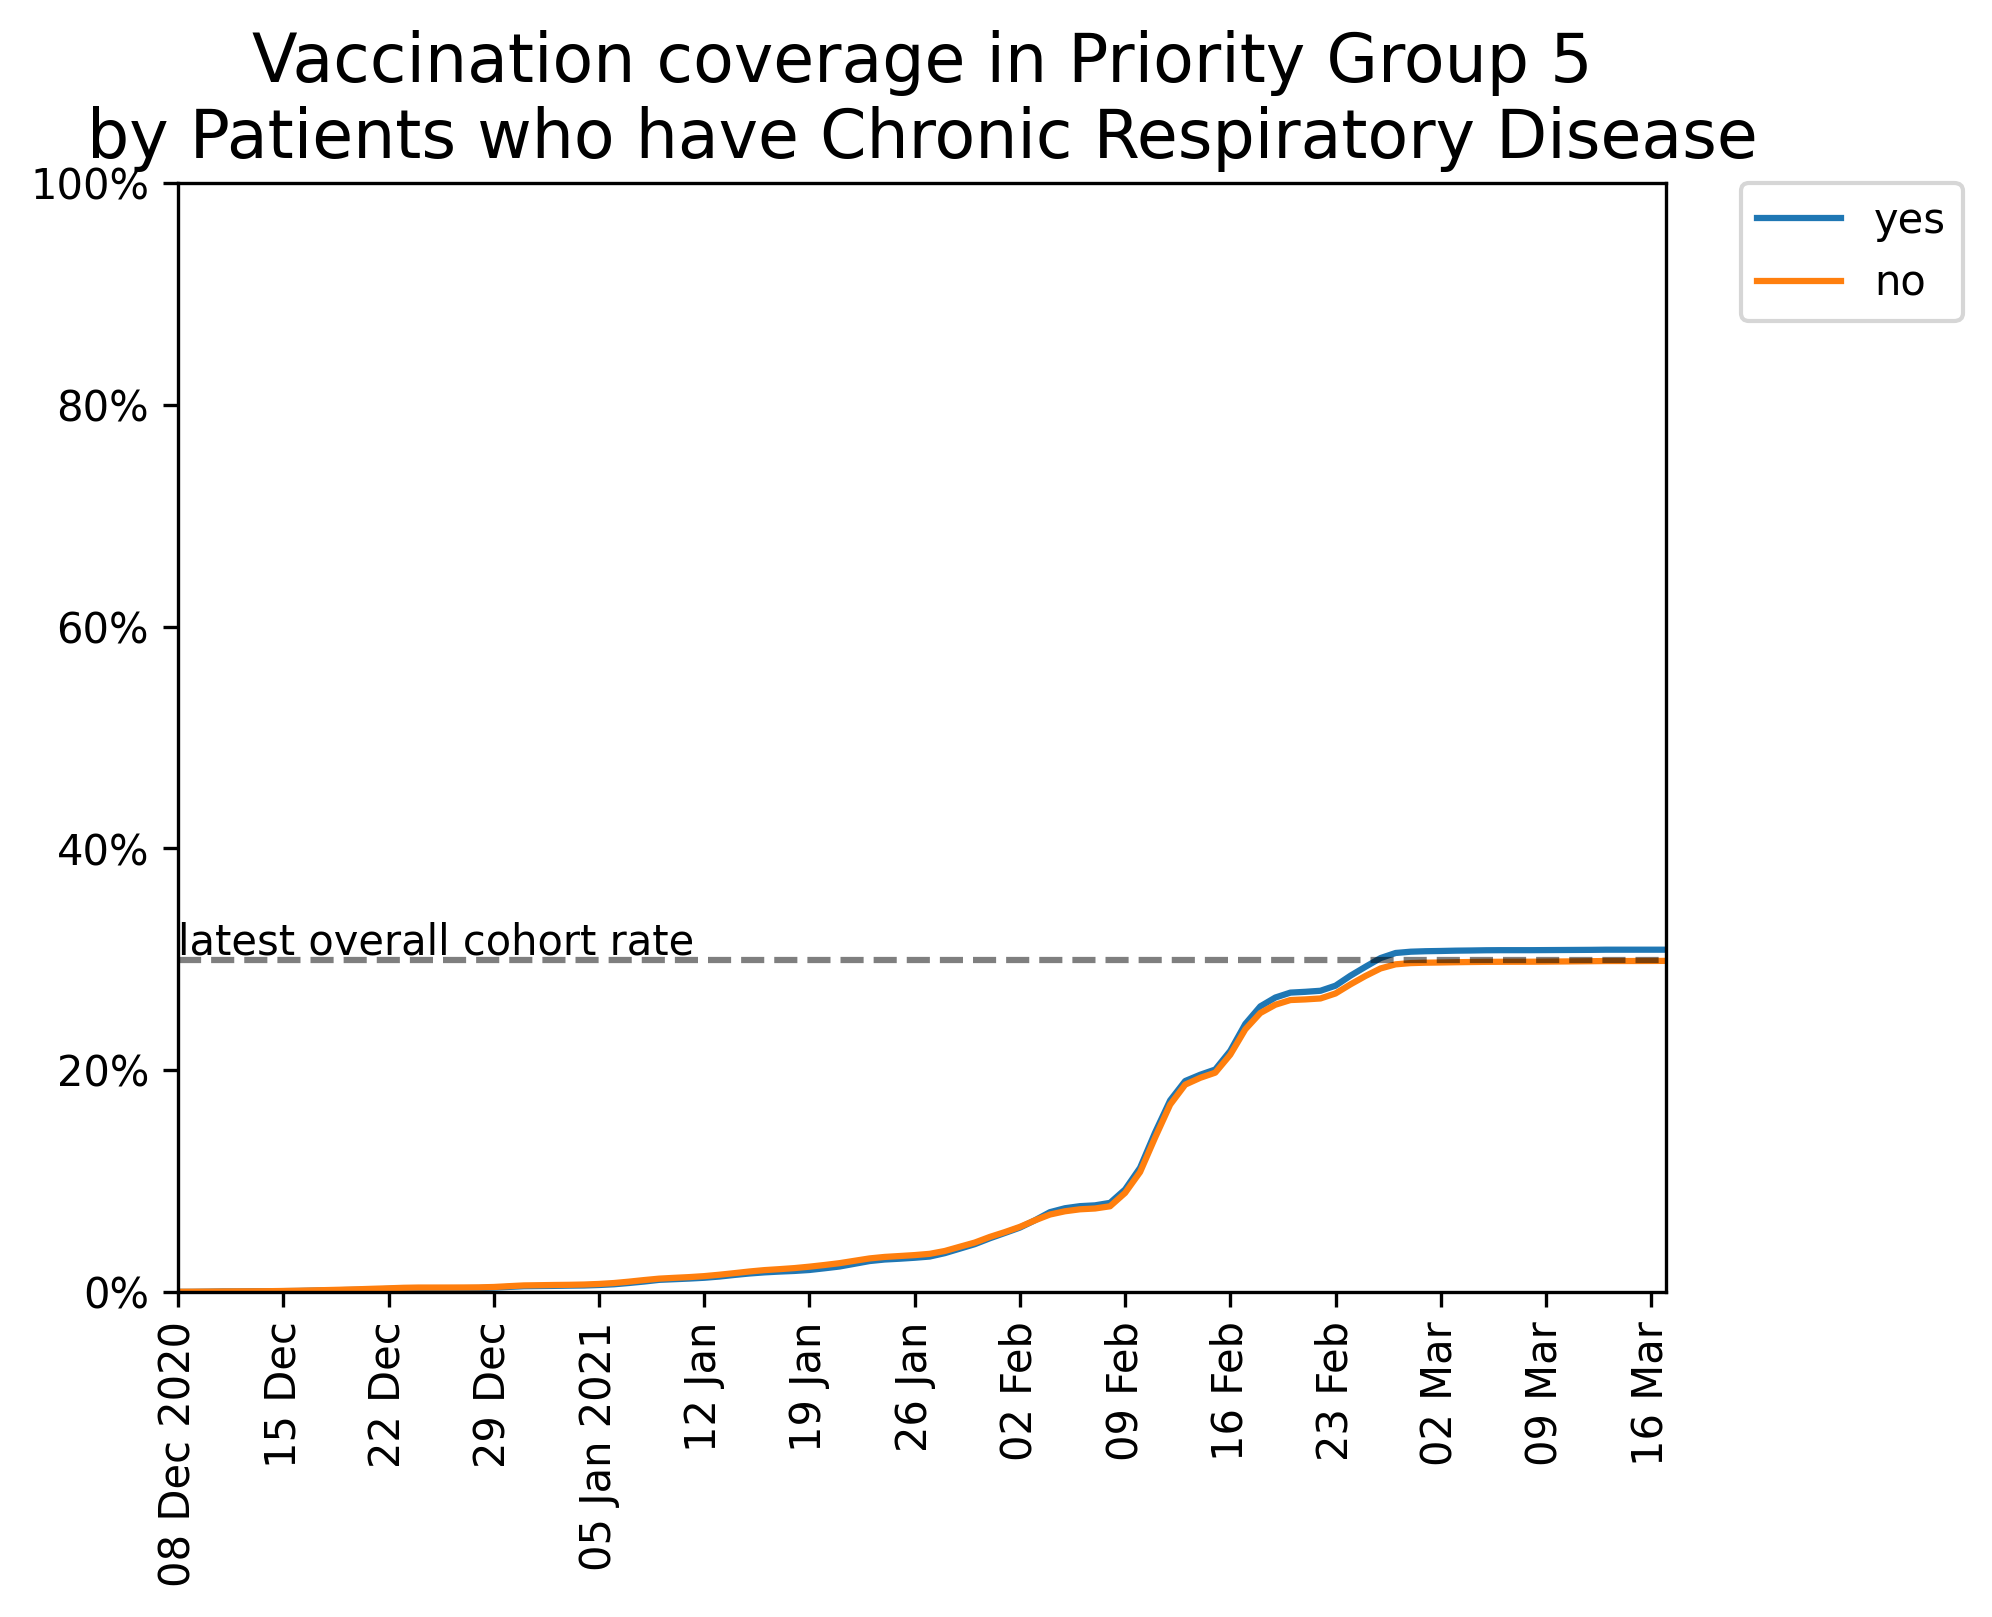 Vaccination coverage in Priority Group 5
by Patients who have Chronic Respiratory Disease
100%
80%
60%
40%
20%
0%
latest overall cohort rate
yes
no
08 Dec 2020
15 Dec
22 Dec
29 Dec
05 Jan 2021
12 Jan
19 Jan
26 Jan
02 Feb
09 Feb
16 Feb
23 Feb
02 Mar
09 Mar
16 Mar